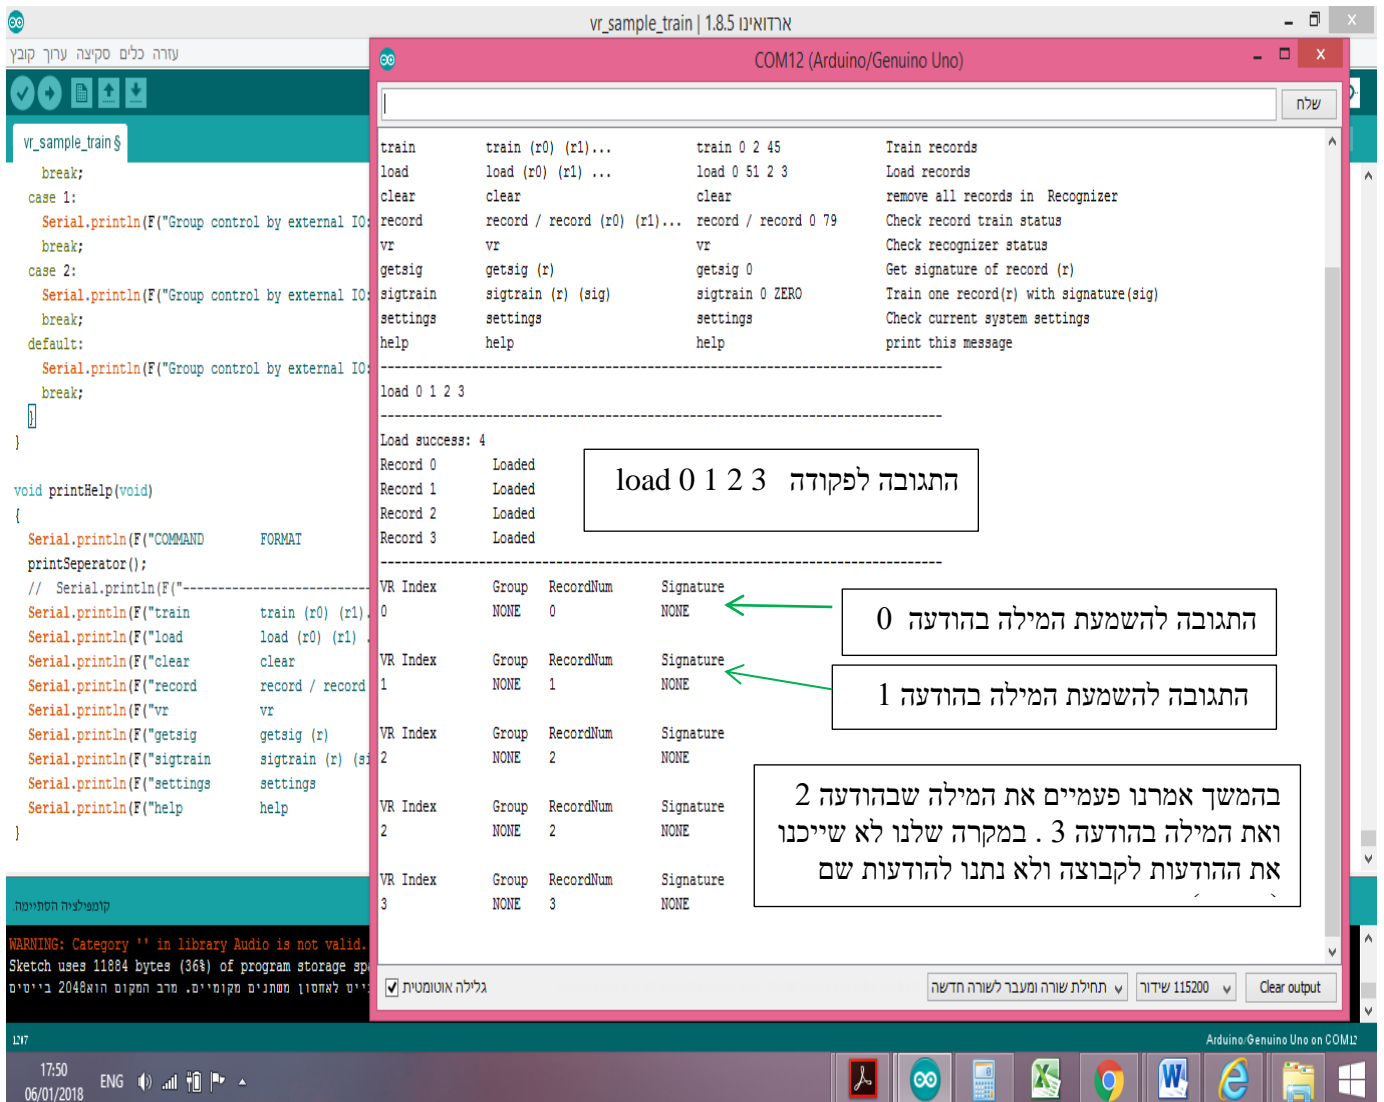 vr_sample_train | 1.8.5 ארדואינו
קובץ עריכה סקיצה כלים עזרה
vr_sample_train §
break;
case 1:
Serial.println(F("Group control by external IO:
break;
case 2:
Serial.println(F("Group control by external IO:
break;
default:
Serial.println(F("Group control by external IO:
break;
}
}
void printHelp(void)
{
Serial.println(F("COMMAND FORMAT
printSeperator();
// Serial.println(F("--------------------------
Serial.println(F("train train (r0) (r1).
Serial.println(F("load load (r0) (r1) .
Serial.println(F("clear clear
Serial.println(F("record record / record
Serial.println(F("vr vr
Serial.println(F("getsig getsig (r)
Serial.println(F("sigtrain sigtrain (r) (si
Serial.println(F("settings settings
Serial.println(F("help help
}
קומפילציה הסתיימה.
WARNING: Category '' in library Audio is not valid.
Sketch uses 11884 bytes (36%) of program storage spa
בייט לאחסון משתנים מקומיים. מרב המקום הוא 2048 בייטים
COM12 (Arduino/Genuino Uno)
שלח
train train (r0) (r1)... train 0 2 45 Train records
load load (r0) (r1) ... load 0 51 2 3 Load records
clear clear clear remove all records in Recognizer
record record / record (r0) (r1)... record / record 0 79 Check record train status
vr vr vr Check recognizer status
getsig getsig (r) getsig 0 Get signature of record (r)
sigtrain sigtrain (r) (sig) sigtrain 0 ZERO Train one record(r) with signature(sig)
settings settings settings Check current system settings
help help help print this message
--------------------------------------------------------------------------------
load 0 1 2 3
--------------------------------------------------------------------------------
Load success: 4
Record 0 Loaded
Record 1 Loaded
Record 2 Loaded
Record 3 Loaded
התגובה לפקודה load 0 1 2 3
--------------------------------------------------------------------------------
VR Index Group RecordNum Signature
0 NONE 0 NONE
התגובה להשמעת המילה בהודעה 0
VR Index Group RecordNum Signature
1 NONE 1 NONE
התגובה להשמעת המילה בהודעה 1
VR Index Group RecordNum Signature
2 NONE 2 NONE
VR Index Group RecordNum Signature
2 NONE 2 NONE
VR Index Group RecordNum Signature
3 NONE 3 NONE
בהמשך אמרנו פעמיים את המילה שבהודעה 2
ואת המילה בהודעה 3 . במקרה שלנו לא שייכנו
את ההודעות לקבוצה ולא נתנו להודעות שם
גלילה אוטומטית
תחילת שורה ומעבר לשורה חדשה
115200 שידור
Clear output
Arduino/Genuino Uno on COM12
17:50
06/01/2018
ENG